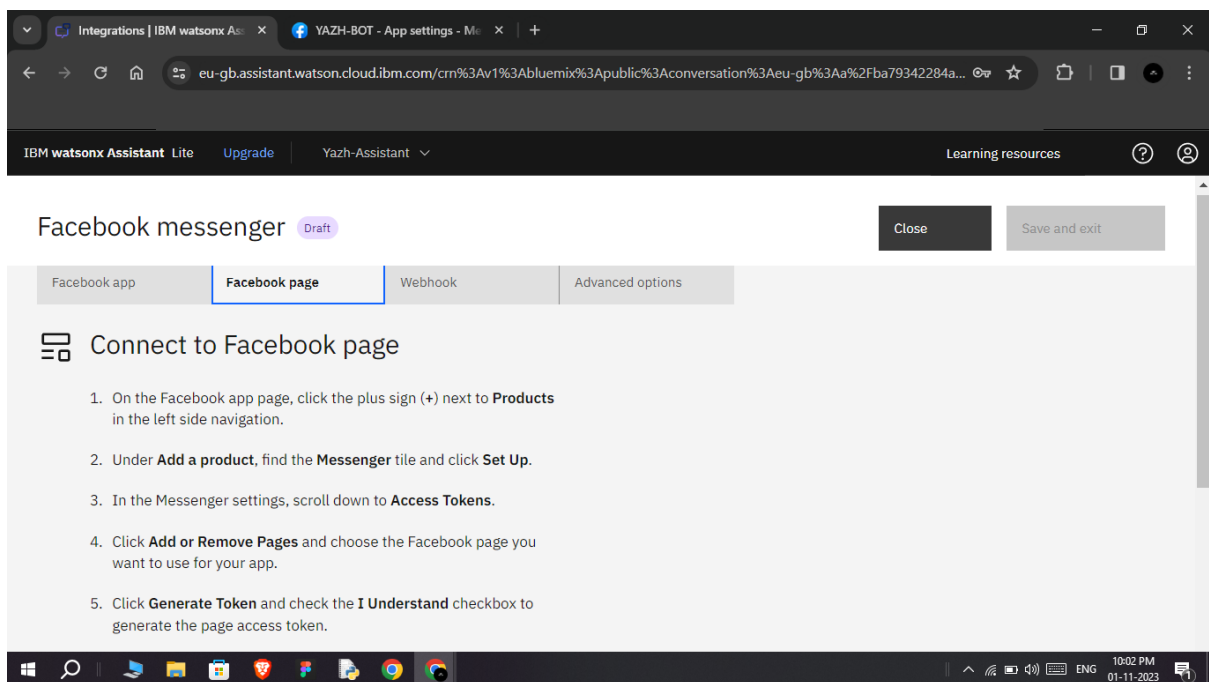 Integrations | IBM watsonx As
YAZH-BOT - App settings - Me
eu-gb.assistant.watson.cloud.ibm.com/crn%3Av1%3Abluemix%3Apublic%3Aconversation%3Aeu-gb%3Aa%2Fba79342284a...
IBM watsonx Assistant Lite Upgrade Yazh-Assistant Learning resources
Facebook messenger Draft Close Save and exit
Facebook app Facebook page Webhook Advanced options
Connect to Facebook page
1. On the Facebook app page, click the plus sign (+) next to Products
in the left side navigation.
2. Under Add a product, find the Messenger tile and click Set Up.
3. In the Messenger settings, scroll down to Access Tokens.
4. Click Add or Remove Pages and choose the Facebook page you
want to use for your app.
5. Click Generate Token and check the I Understand checkbox to
generate the page access token.
ENG
10:02 PM
01-11-2023
1